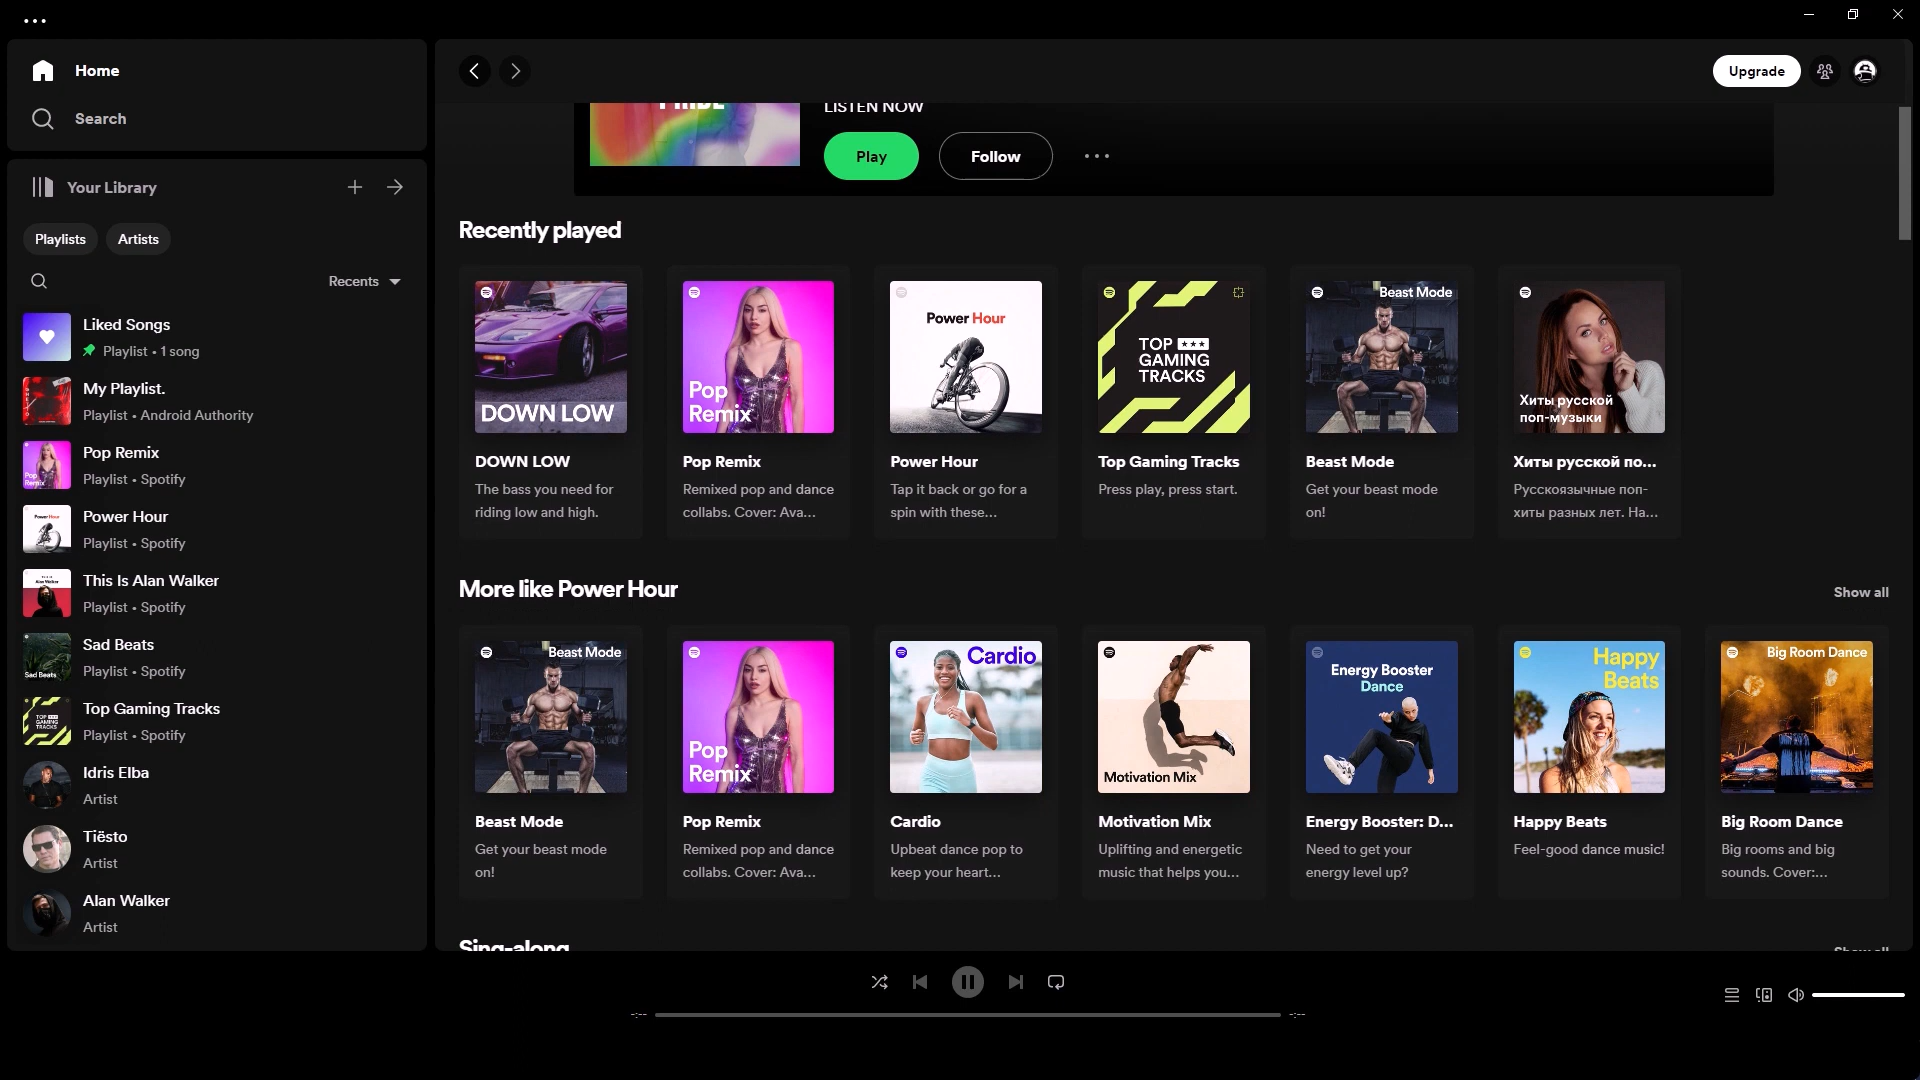 Home
Search
Your Library
Playlists
Artists
Recents
Liked Songs
Playlist • 1 song
My Playlist.
Playlist • Android Authority
Pop Remix
Playlist • Spotify
Power Hour
Playlist • Spotify
This Is Alan Walker
Playlist • Spotify
Sad Beats
Sad Beats
Playlist • Spotify
Top Gaming Tracks
Playlist • Spotify
Idris Elba
Artist
Tiësto
Artist
Alan Walker
Artist
Upgrade
PRIDE
LISTEN NOW
Play
Follow
Recently played
DOWN LOW
DOWN LOW
The bass you need for
riding low and high.
Pop
Remix
Pop Remix
Remixed pop and dance
collabs. Cover: Ava...
Power Hour
Power Hour
Tap it back or go for a
spin with these...
TOP
GAMING
TRACKS
Top Gaming Tracks
Press play, press start.
Beast Mode
Beast Mode
Get your beast mode
on!
Хиты русской
поп-музыки
Хиты русской по...
Русскоязычные поп-
хиты разных лет. На...
More like Power Hour
Show all
Beast Mode
Beast Mode
Get your beast mode
on!
Pop
Remix
Pop Remix
Remixed pop and dance
collabs. Cover: Ava...
Cardio
Cardio
Upbeat dance pop to
keep your heart...
Motivation Mix
Motivation Mix
Uplifting and energetic
music that helps you...
Energy Booster
Dance
Energy Booster: D...
Need to get your
energy level up?
Happy
Beats
Happy Beats
Feel-good dance music!
Big Room Dance
Big Room Dance
Big rooms and big
sounds. Cover:...
Sing-along
Show all
-:--
-:--